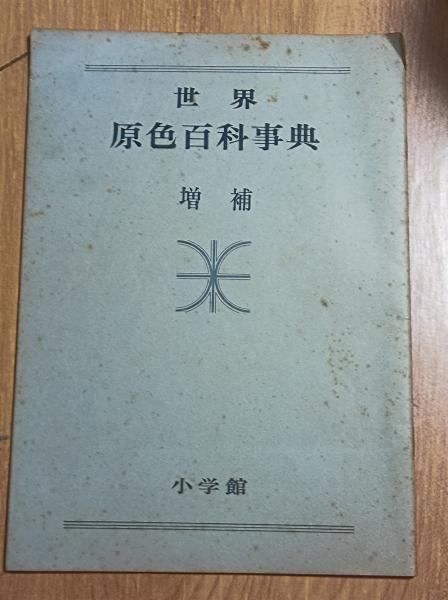 世界
原色百科事典
増補
小学館